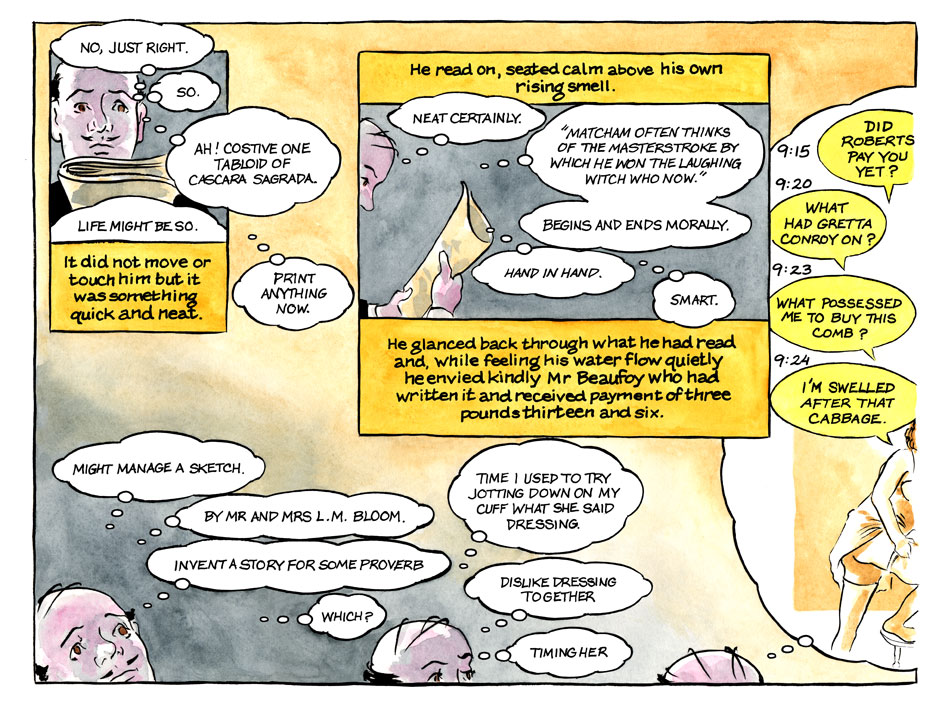 NO, JUST RIGHT.
SO.
AH! COSTIVE ONE
TABLOID OF
CASCARA SAGRADA.
LIFE MIGHT BE SO.
It did not move or
touch him but it
was something
quick and neat.
PRINT
ANYTHING
NOW.
He read on, seated calm above his own
rising smell.
NEAT CERTAINLY.
"MATCHAM OFTEN THINKS
OF THE MASTERSTROKE BY
WHICH HE WON THE LAUGHING
WITCH WHO NOW."
BEGINS AND ENDS MORALLY.
HAND IN HAND.
SMART.
He glanced back through what he had read
and, while feeling his water flow quietly
he envied kindly Mr Beaufoy who had
written it and received payment of three
pounds thirteen and six.
9:15
DID
ROBERTS
PAY YOU
YET?
9:20
WHAT
HAD GRETTA
CONROY ON?
9:23
WHAT POSSESSED
ME TO BUY THIS
COMB?
9:24
I'M SWELLED
AFTER THAT
CABBAGE.
MIGHT MANAGE A SKETCH.
BY MR AND MRS L.M. BLOOM.
INVENT A STORY FOR SOME PROVERB
WHICH?
TIME I USED TO TRY
JOTTING DOWN ON MY
CUFF WHAT SHE SAID
DRESSING.
DISLIKE DRESSING
TOGETHER
TIMING HER